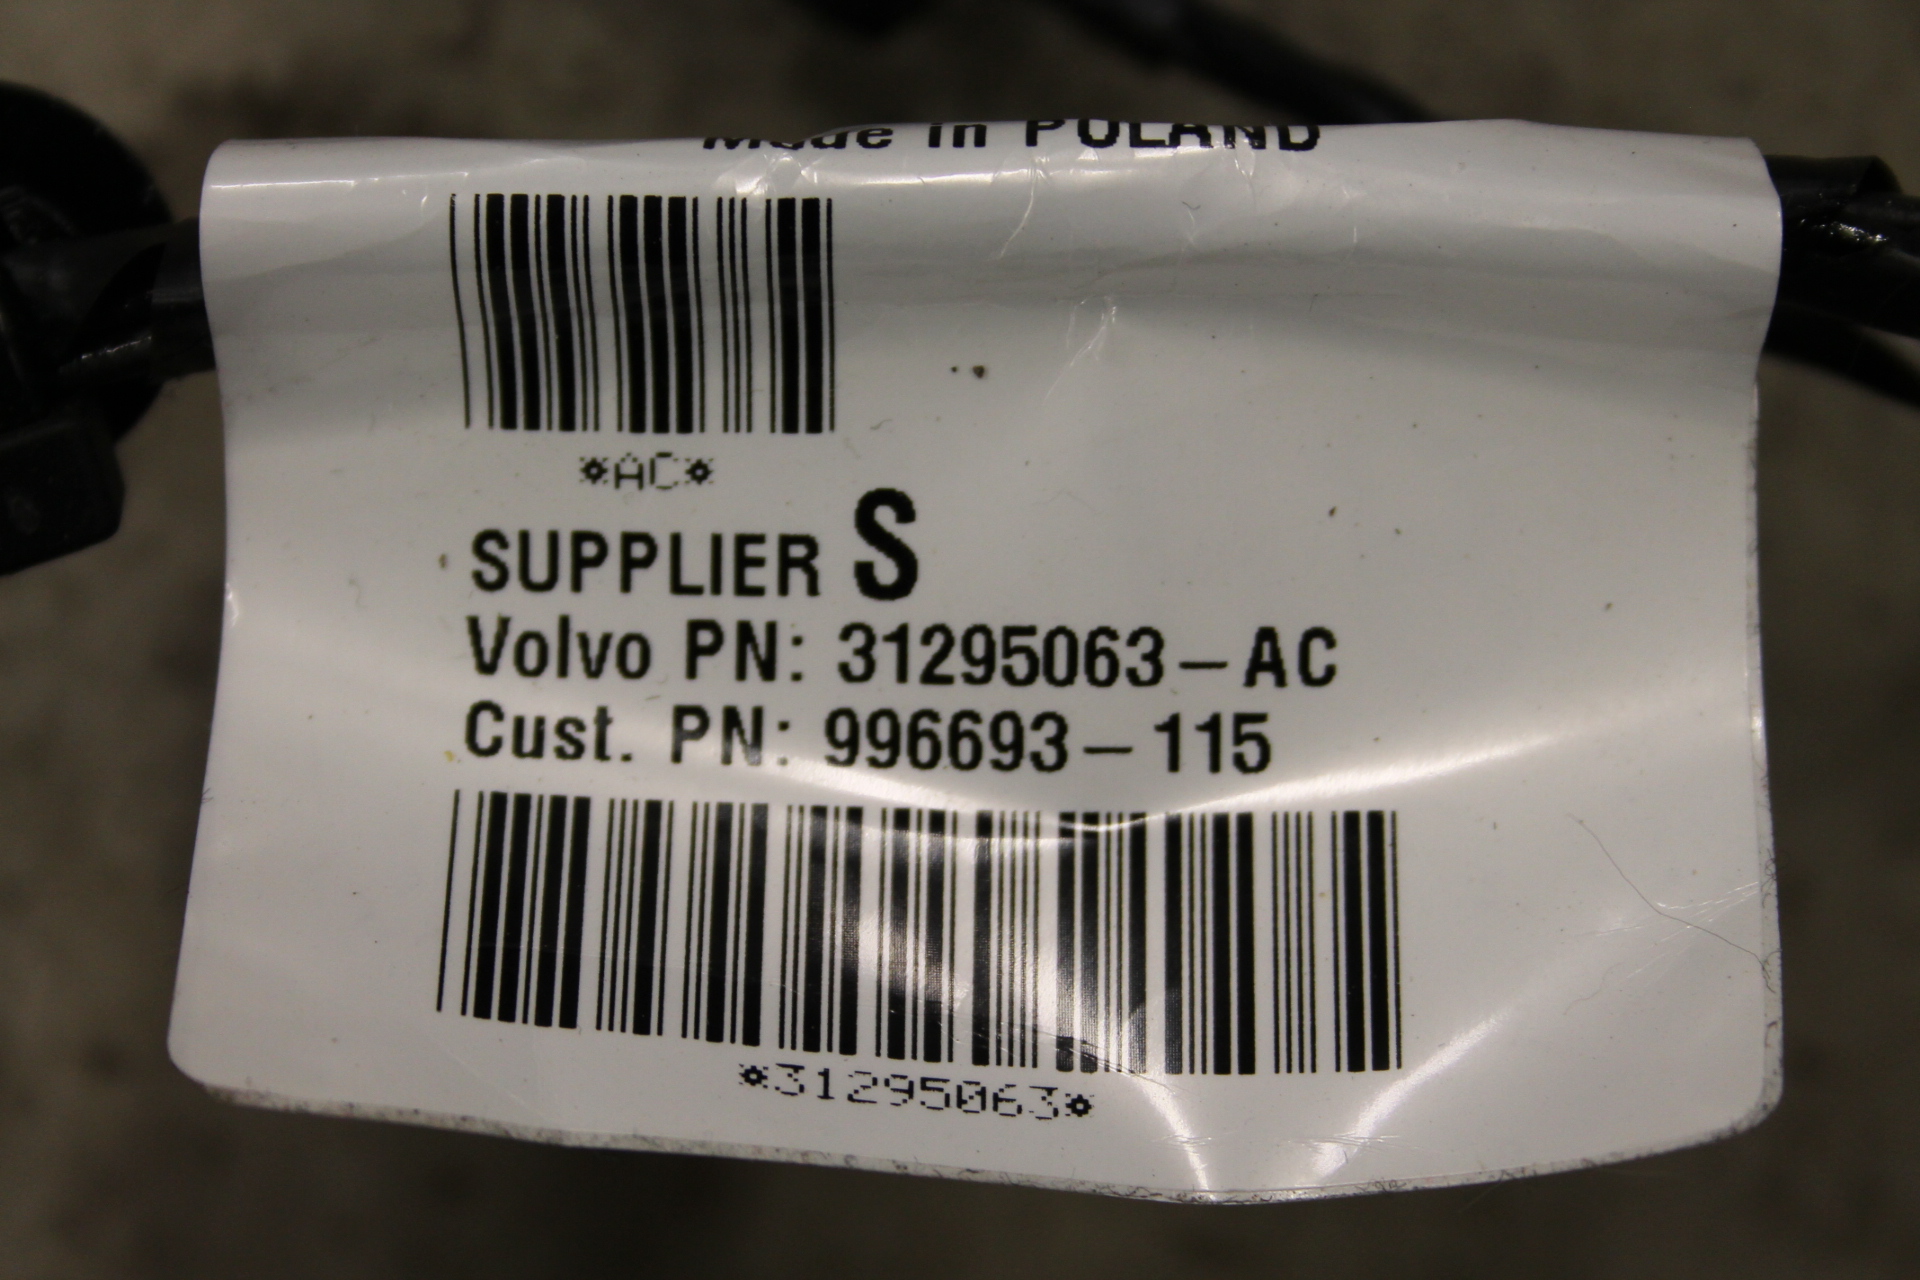 Made in POLAND
*AC*
SUPPLIER S
Volvo PN: 31295063-AC
Cust. PN: 996693-115
*31295063*